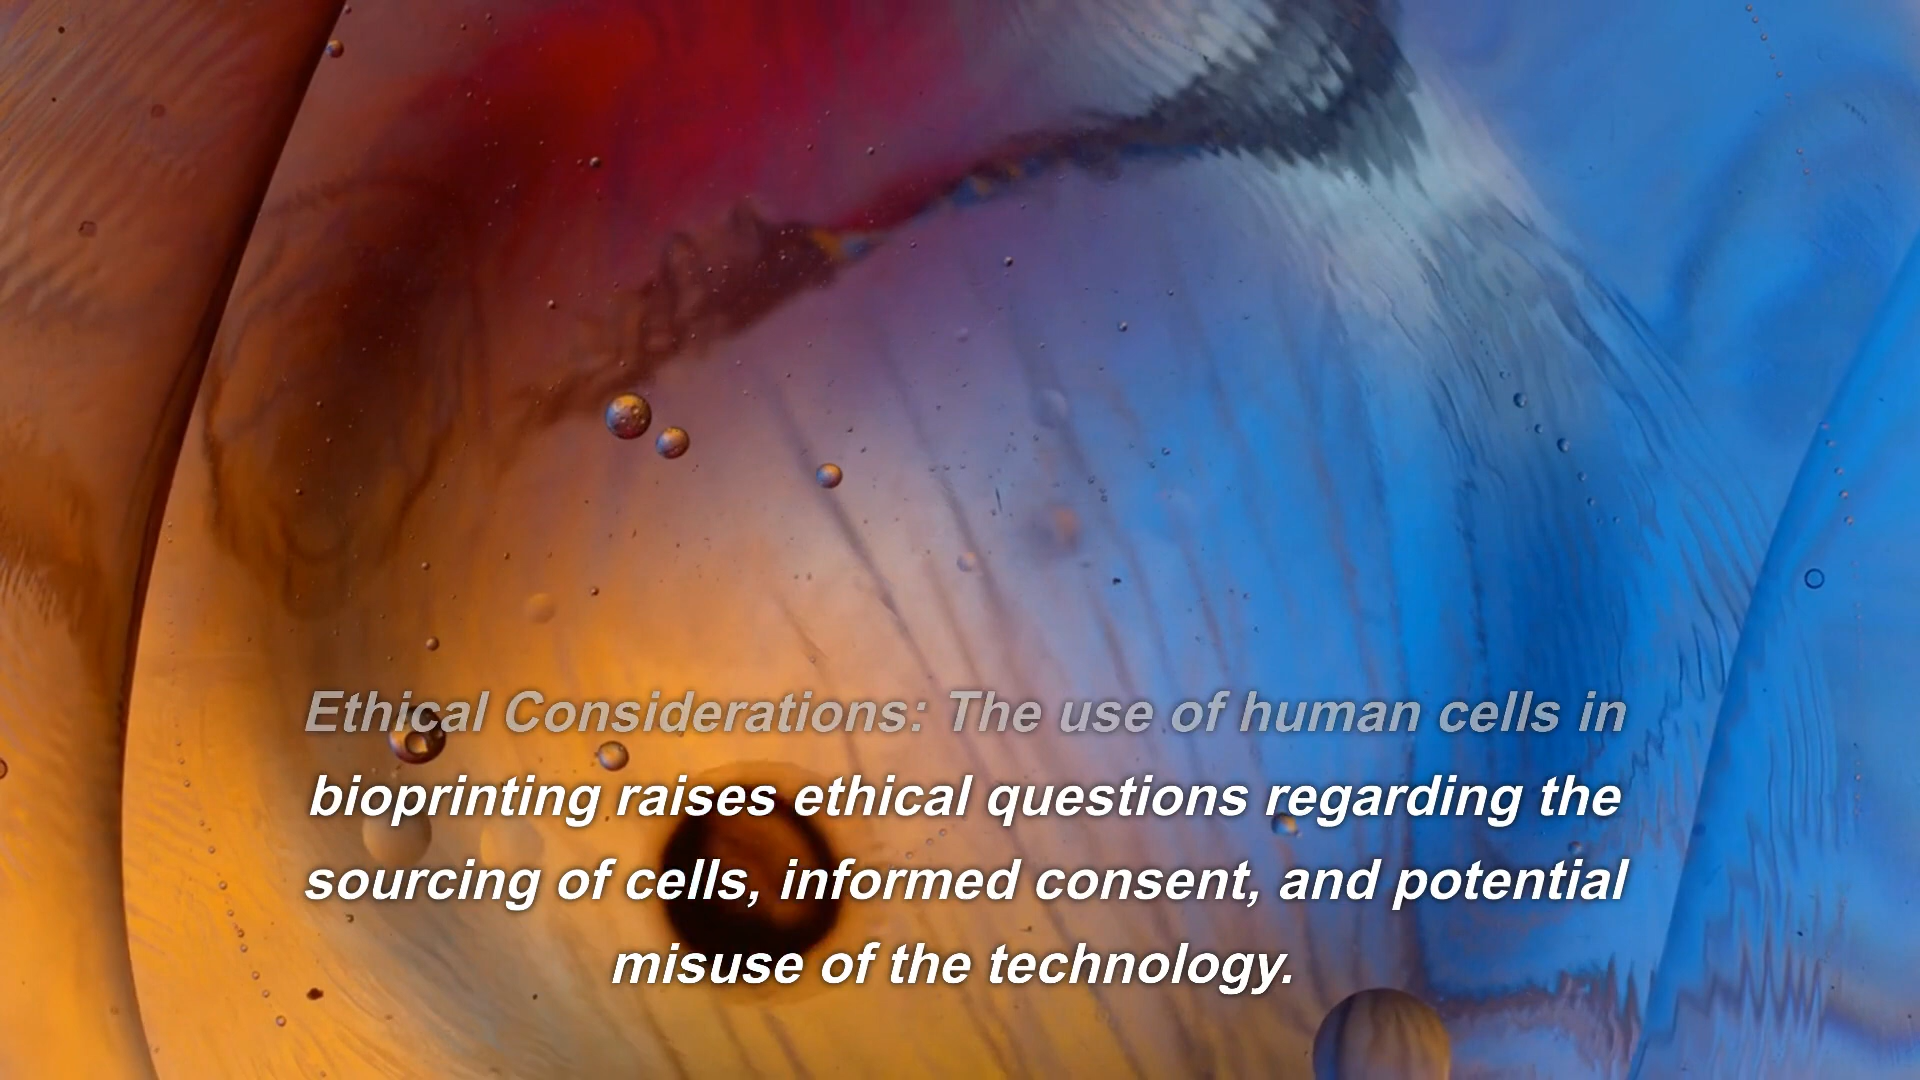 Ethical Considerations: The use of human cells in
bioprinting raises ethical questions regarding the
sourcing of cells, informed consent, and potential
misuse of the technology.